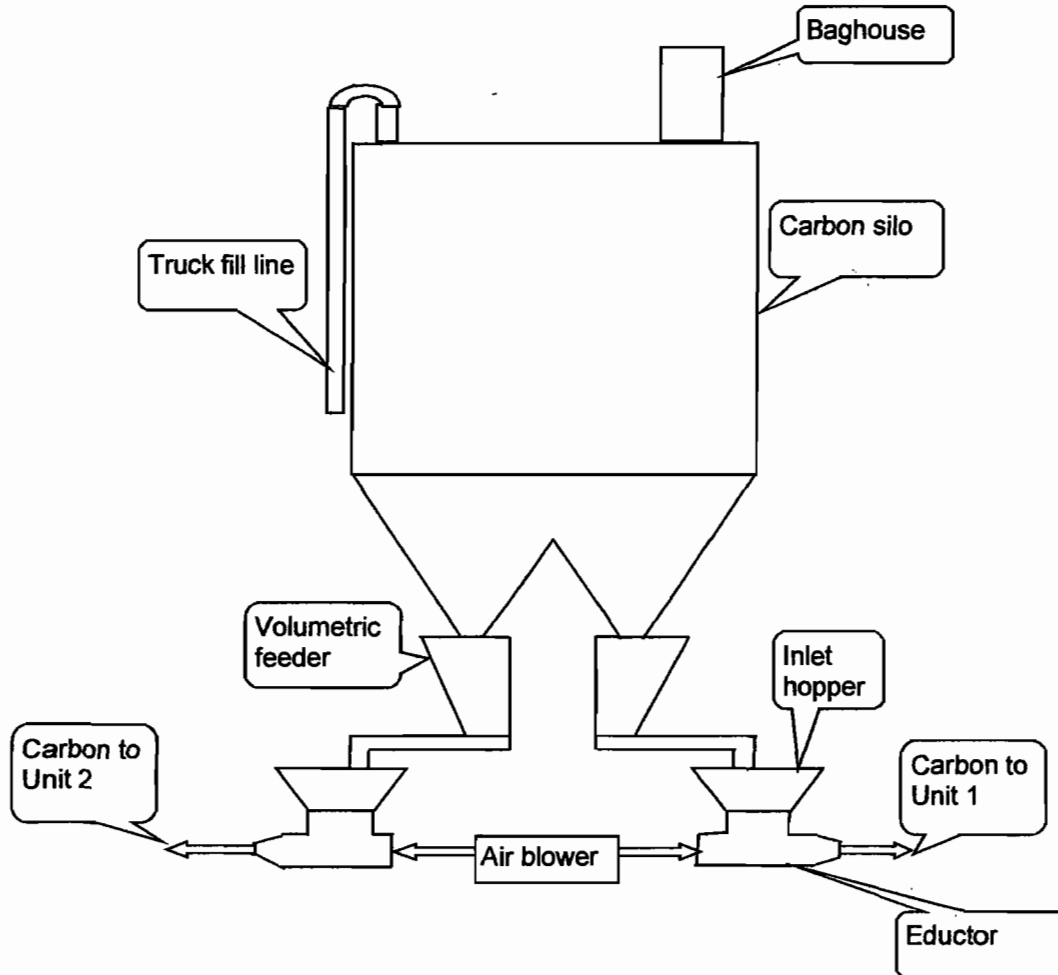 Baghouse
Carbon silo
Truck fill line
Volumetric
feeder
Inlet
hopper
Carbon to
Unit 2
Carbon to
Unit 1
Air blower
Eductor